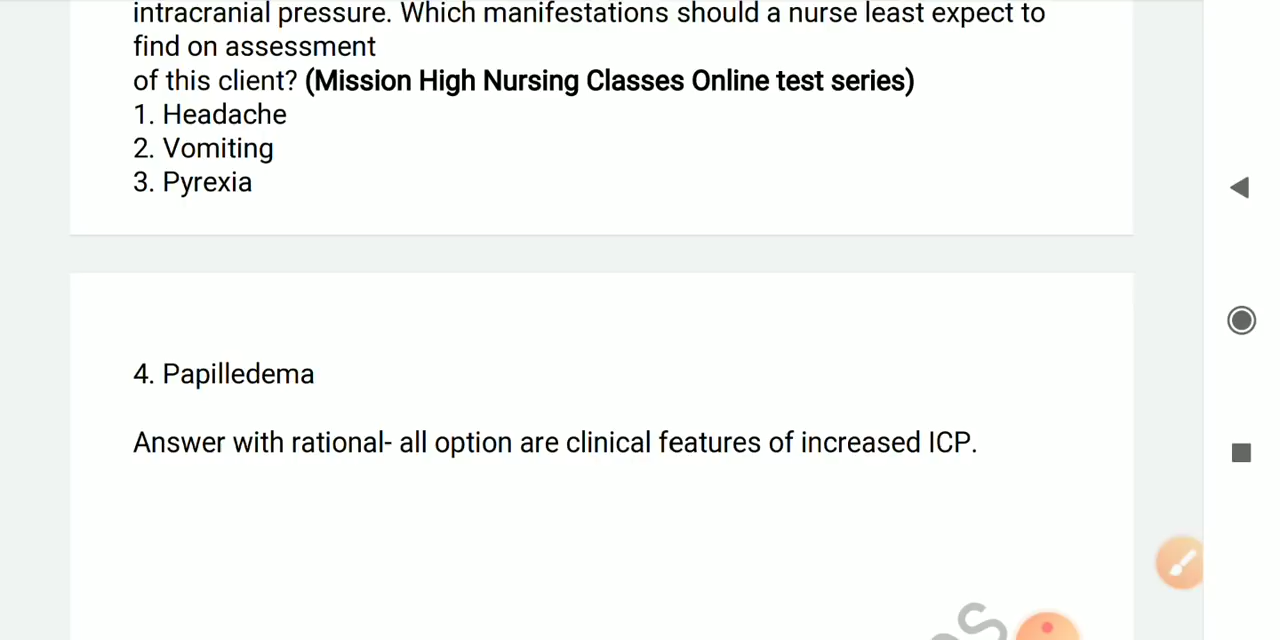 intracranial pressure. Which manifestations should a nurse least expect to
find on assessment
of this client? (Mission High Nursing Classes Online test series)
1. Headache
2. Vomiting
3. Pyrexia
4. Papilledema
Answer with rational- all option are clinical features of increased ICP.